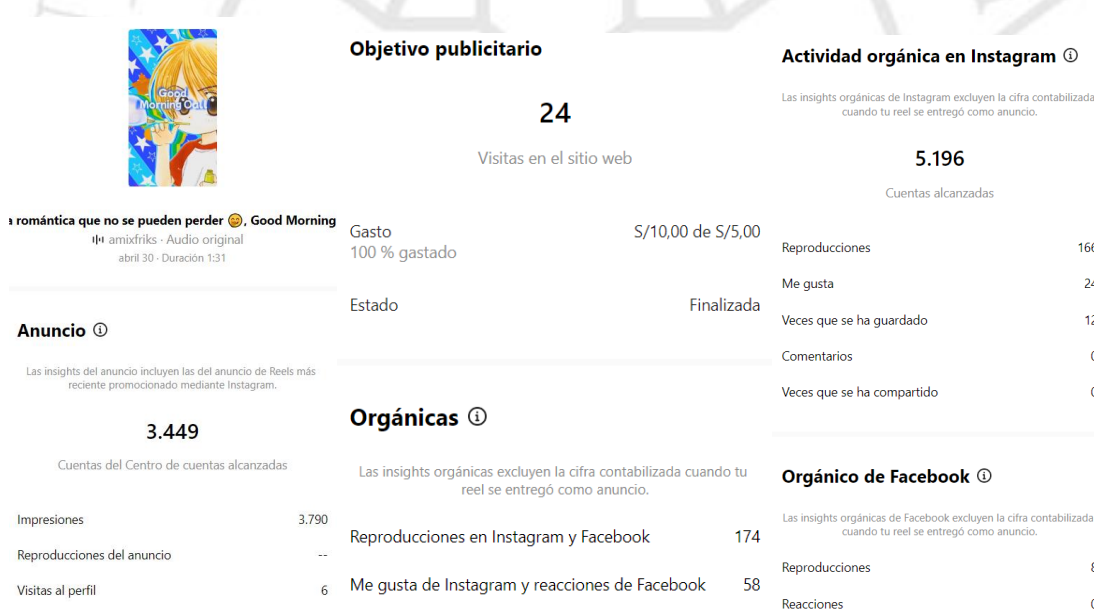 Good
Morning Call
a romántica que no se pueden perder 😊, Good Morning
amixfriks · Audio original
abril 30 · Duración 1:31
Anuncio
Las insights del anuncio incluyen las del anuncio de Reels más
reciente promocionado mediante Instagram.
3.449
Cuentas del Centro de cuentas alcanzadas
Impresiones 3.790
Reproducciones del anuncio --
Visitas al perfil 6
Objetivo publicitario
24
Visitas en el sitio web
Gasto S/10,00 de S/5,00
100 % gastado
Estado Finalizada
Orgánicas
Las insights orgánicas excluyen la cifra contabilizada cuando tu
reel se entregó como anuncio.
Reproducciones en Instagram y Facebook 174
Me gusta de Instagram y reacciones de Facebook 58
Actividad orgánica en Instagram
Las insights orgánicas de Instagram excluyen la cifra contabilizada
cuando tu reel se entregó como anuncio.
5.196
Cuentas alcanzadas
Reproducciones 166
Me gusta 24
Veces que se ha guardado 12
Comentarios 0
Veces que se ha compartido 0
Orgánico de Facebook
Las insights orgánicas de Facebook excluyen la cifra contabilizada
cuando tu reel se entregó como anuncio.
Reproducciones 8
Reacciones 0